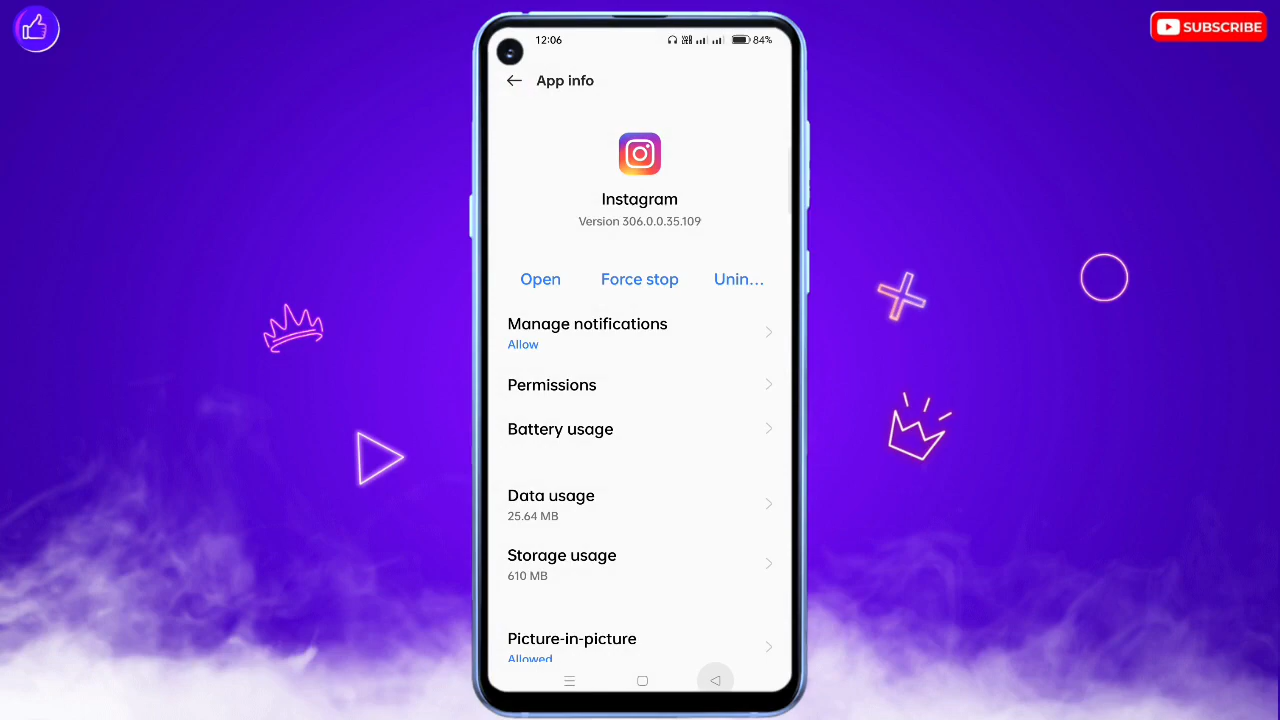 SUBSCRIBE
12:06
84%
App info
Instagram
Version 306.0.0.35.109
Open
Force stop
Unin...
Manage notifications
Allow
Permissions
Battery usage
Data usage
25.64 MB
Storage usage
610 MB
Picture-in-picture
Allowed